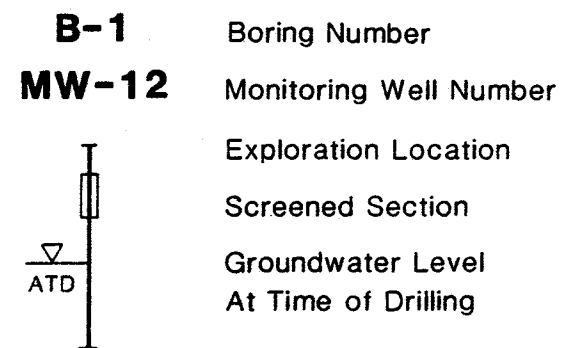 B-1 Boring Number
MW-12 Monitoring Well Number
Exploration Location
Screened Section
Groundwater Level
ATD At Time of Drilling